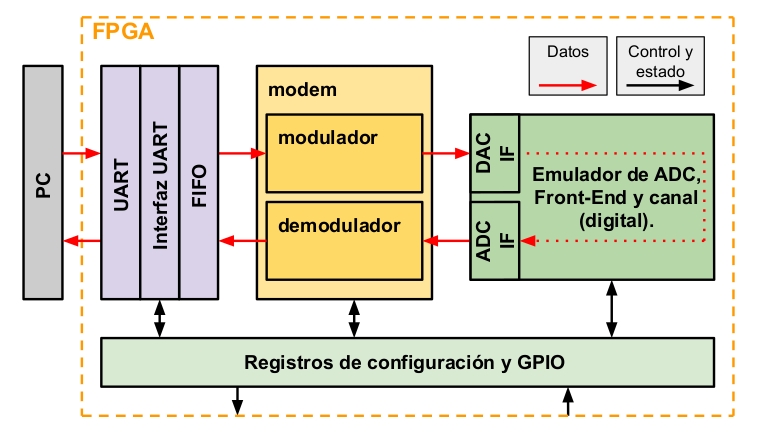 FPGA
Datos
Control y
estado
PC
UART
Interfaz UART
FIFO
modem
modulador
demodulador
DAC
IF
ADC
IF
Emulador de ADC,
Front-End y canal
(digital).
Registros de configuración y GPIO